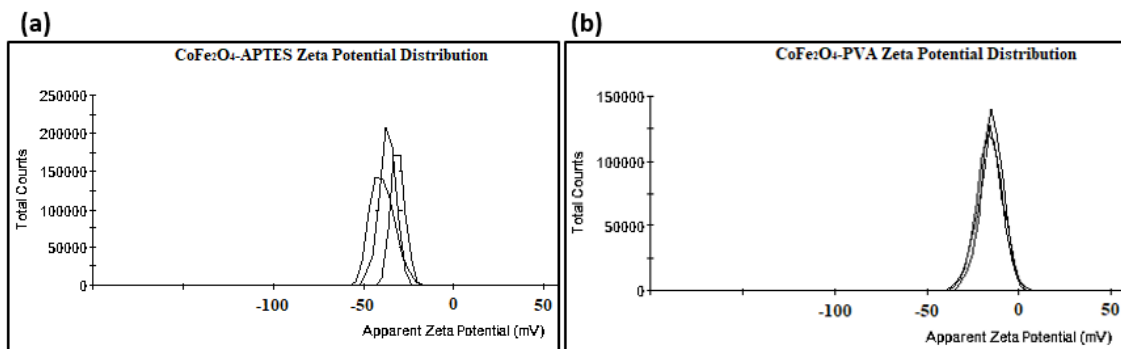 (a)
CoFe₂O₄-APTES Zeta Potential Distribution
250000
200000
150000
100000
50000
0
Total Counts
-100
-50
0
50
Apparent Zeta Potential (mV)
(b)
CoFe₂O₄-PVA Zeta Potential Distribution
150000
100000
50000
0
Total Counts
-100
-50
0
50
Apparent Zeta Potential (mV)